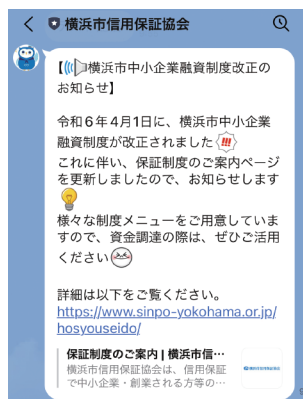 横浜市信用保証協会
【横浜市中小企業融資制度改正の
お知らせ】
令和6年4月1日に、横浜市中小企業
融資制度が改正されました!!!
これに伴い、保証制度のご案内ページ
を更新しましたので、お知らせします
様々な制度メニューをご用意していま
すので、資金調達の際は、ぜひご活用
ください
詳細は以下をご覧ください。
https://www.sinpo-yokohama.or.jp/
hosyouseido/
保証制度のご案内 | 横浜市信…
横浜市信用保証協会は、信用保証
で中小企業・創業される方等の…
横浜市信用保証協会